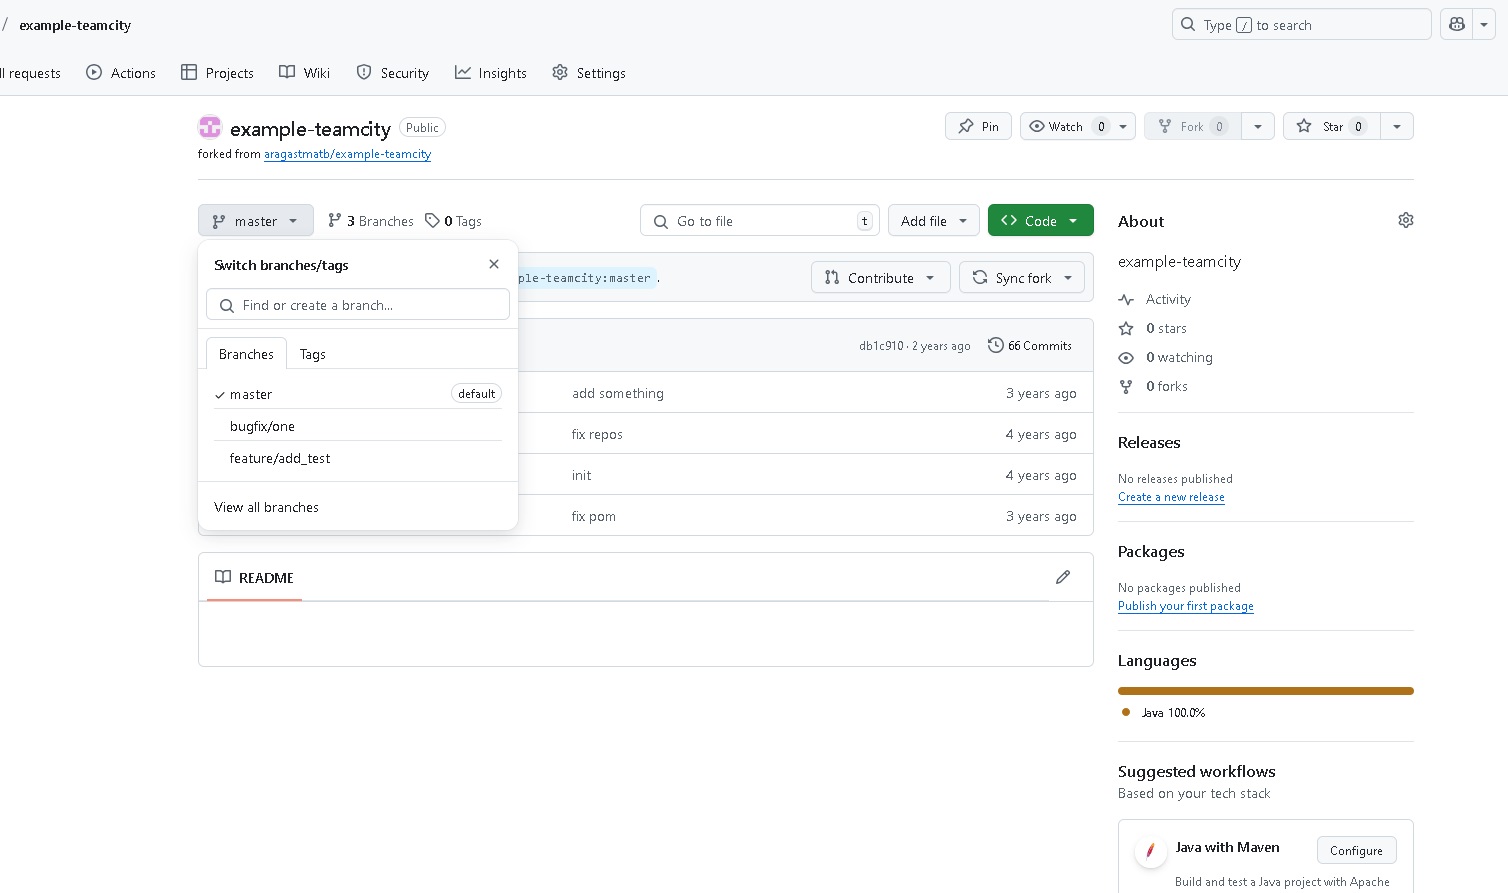 / example-teamcity
Type / to search
ll requests Actions Projects Wiki Security Insights Settings
example-teamcity Public
Pin Watch 0 Fork 0 Star 0
forked from aragastmatb/example-teamcity
master 3 Branches 0 Tags
Go to file t Add file Code
Switch branches/tags
Find or create a branch...
Branches Tags
master default
bugfix/one
feature/add_test
View all branches
ple-teamcity:master .
Contribute Sync fork
db1c910 · 2 years ago 66 Commits
add something 3 years ago
fix repos 4 years ago
init 4 years ago
fix pom 3 years ago
README
About
example-teamcity
Activity
0 stars
0 watching
0 forks
Releases
No releases published
Create a new release
Packages
No packages published
Publish your first package
Languages
Java 100.0%
Suggested workflows
Based on your tech stack
Java with Maven Configure
Build and test a Java project with Apache